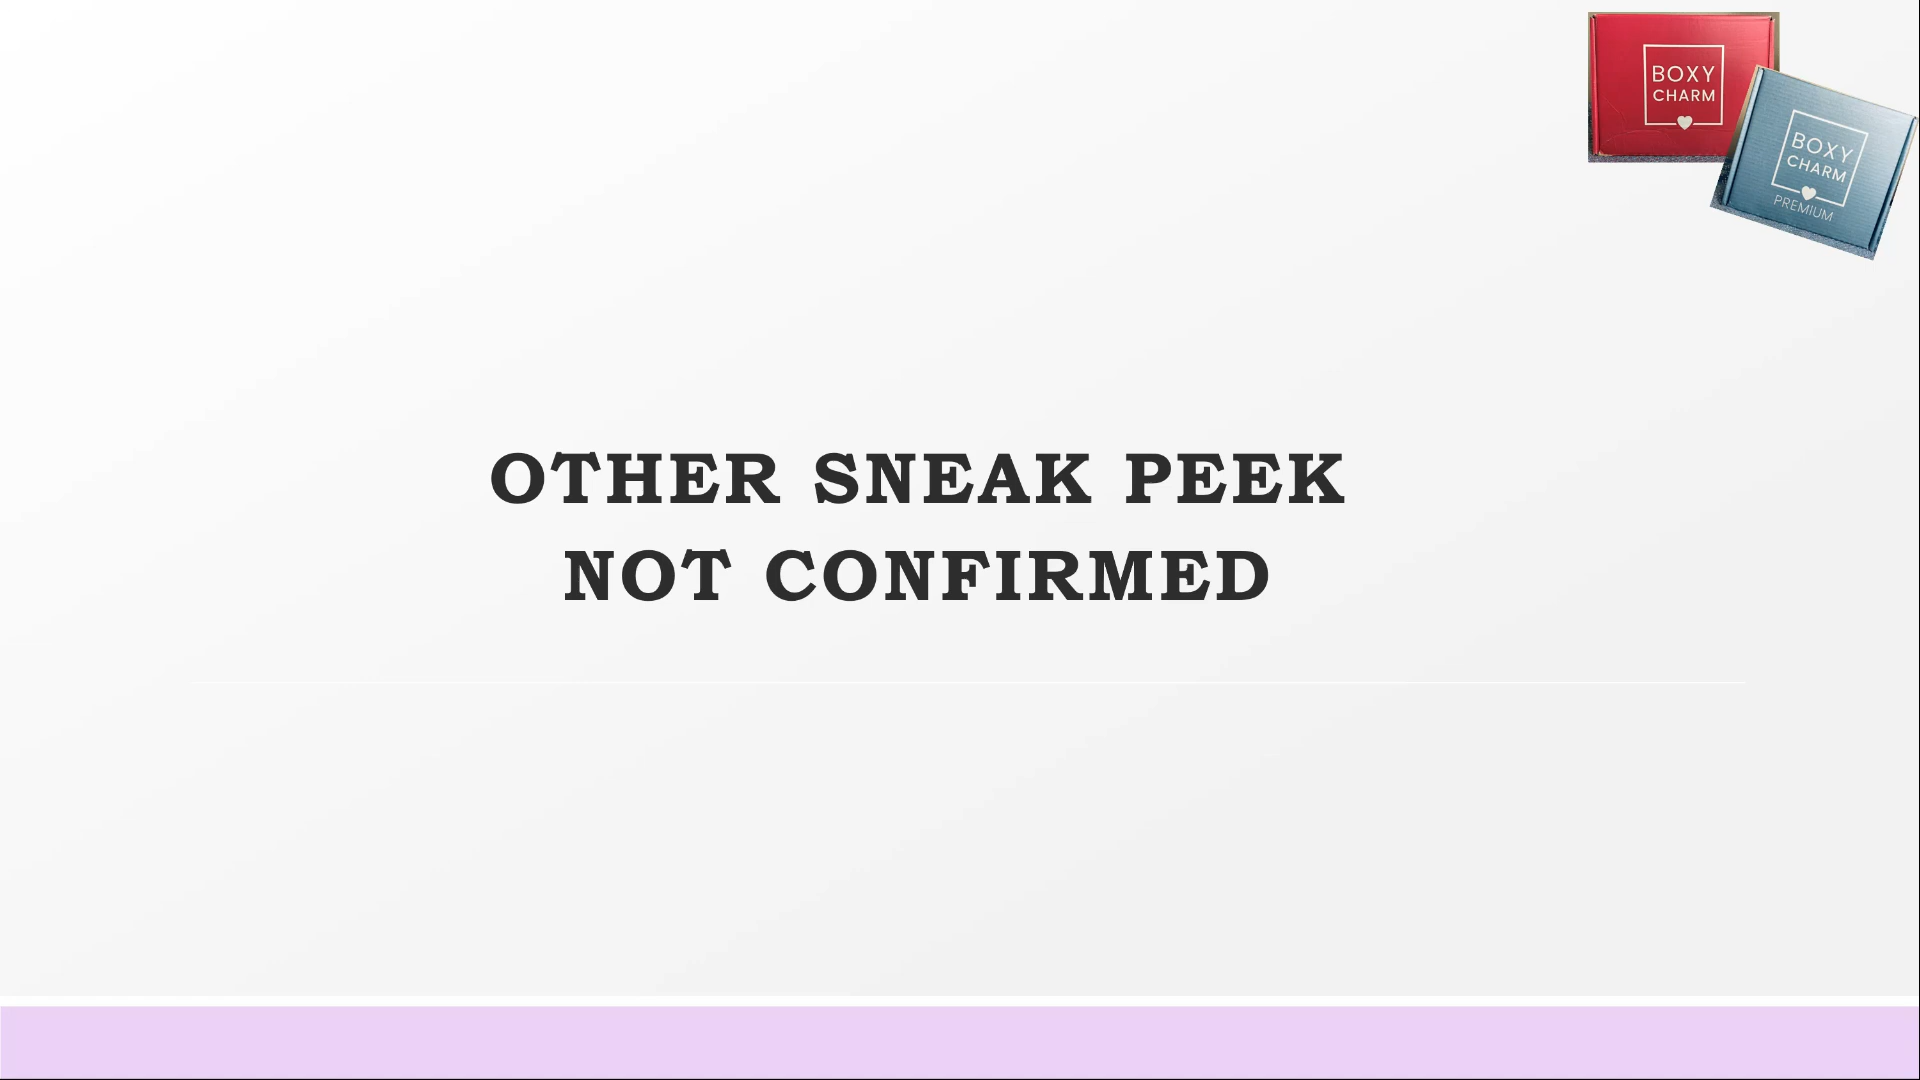 BOXY
CHARM
BOXY
CHARM
PREMIUM
OTHER SNEAK PEEK
NOT CONFIRMED